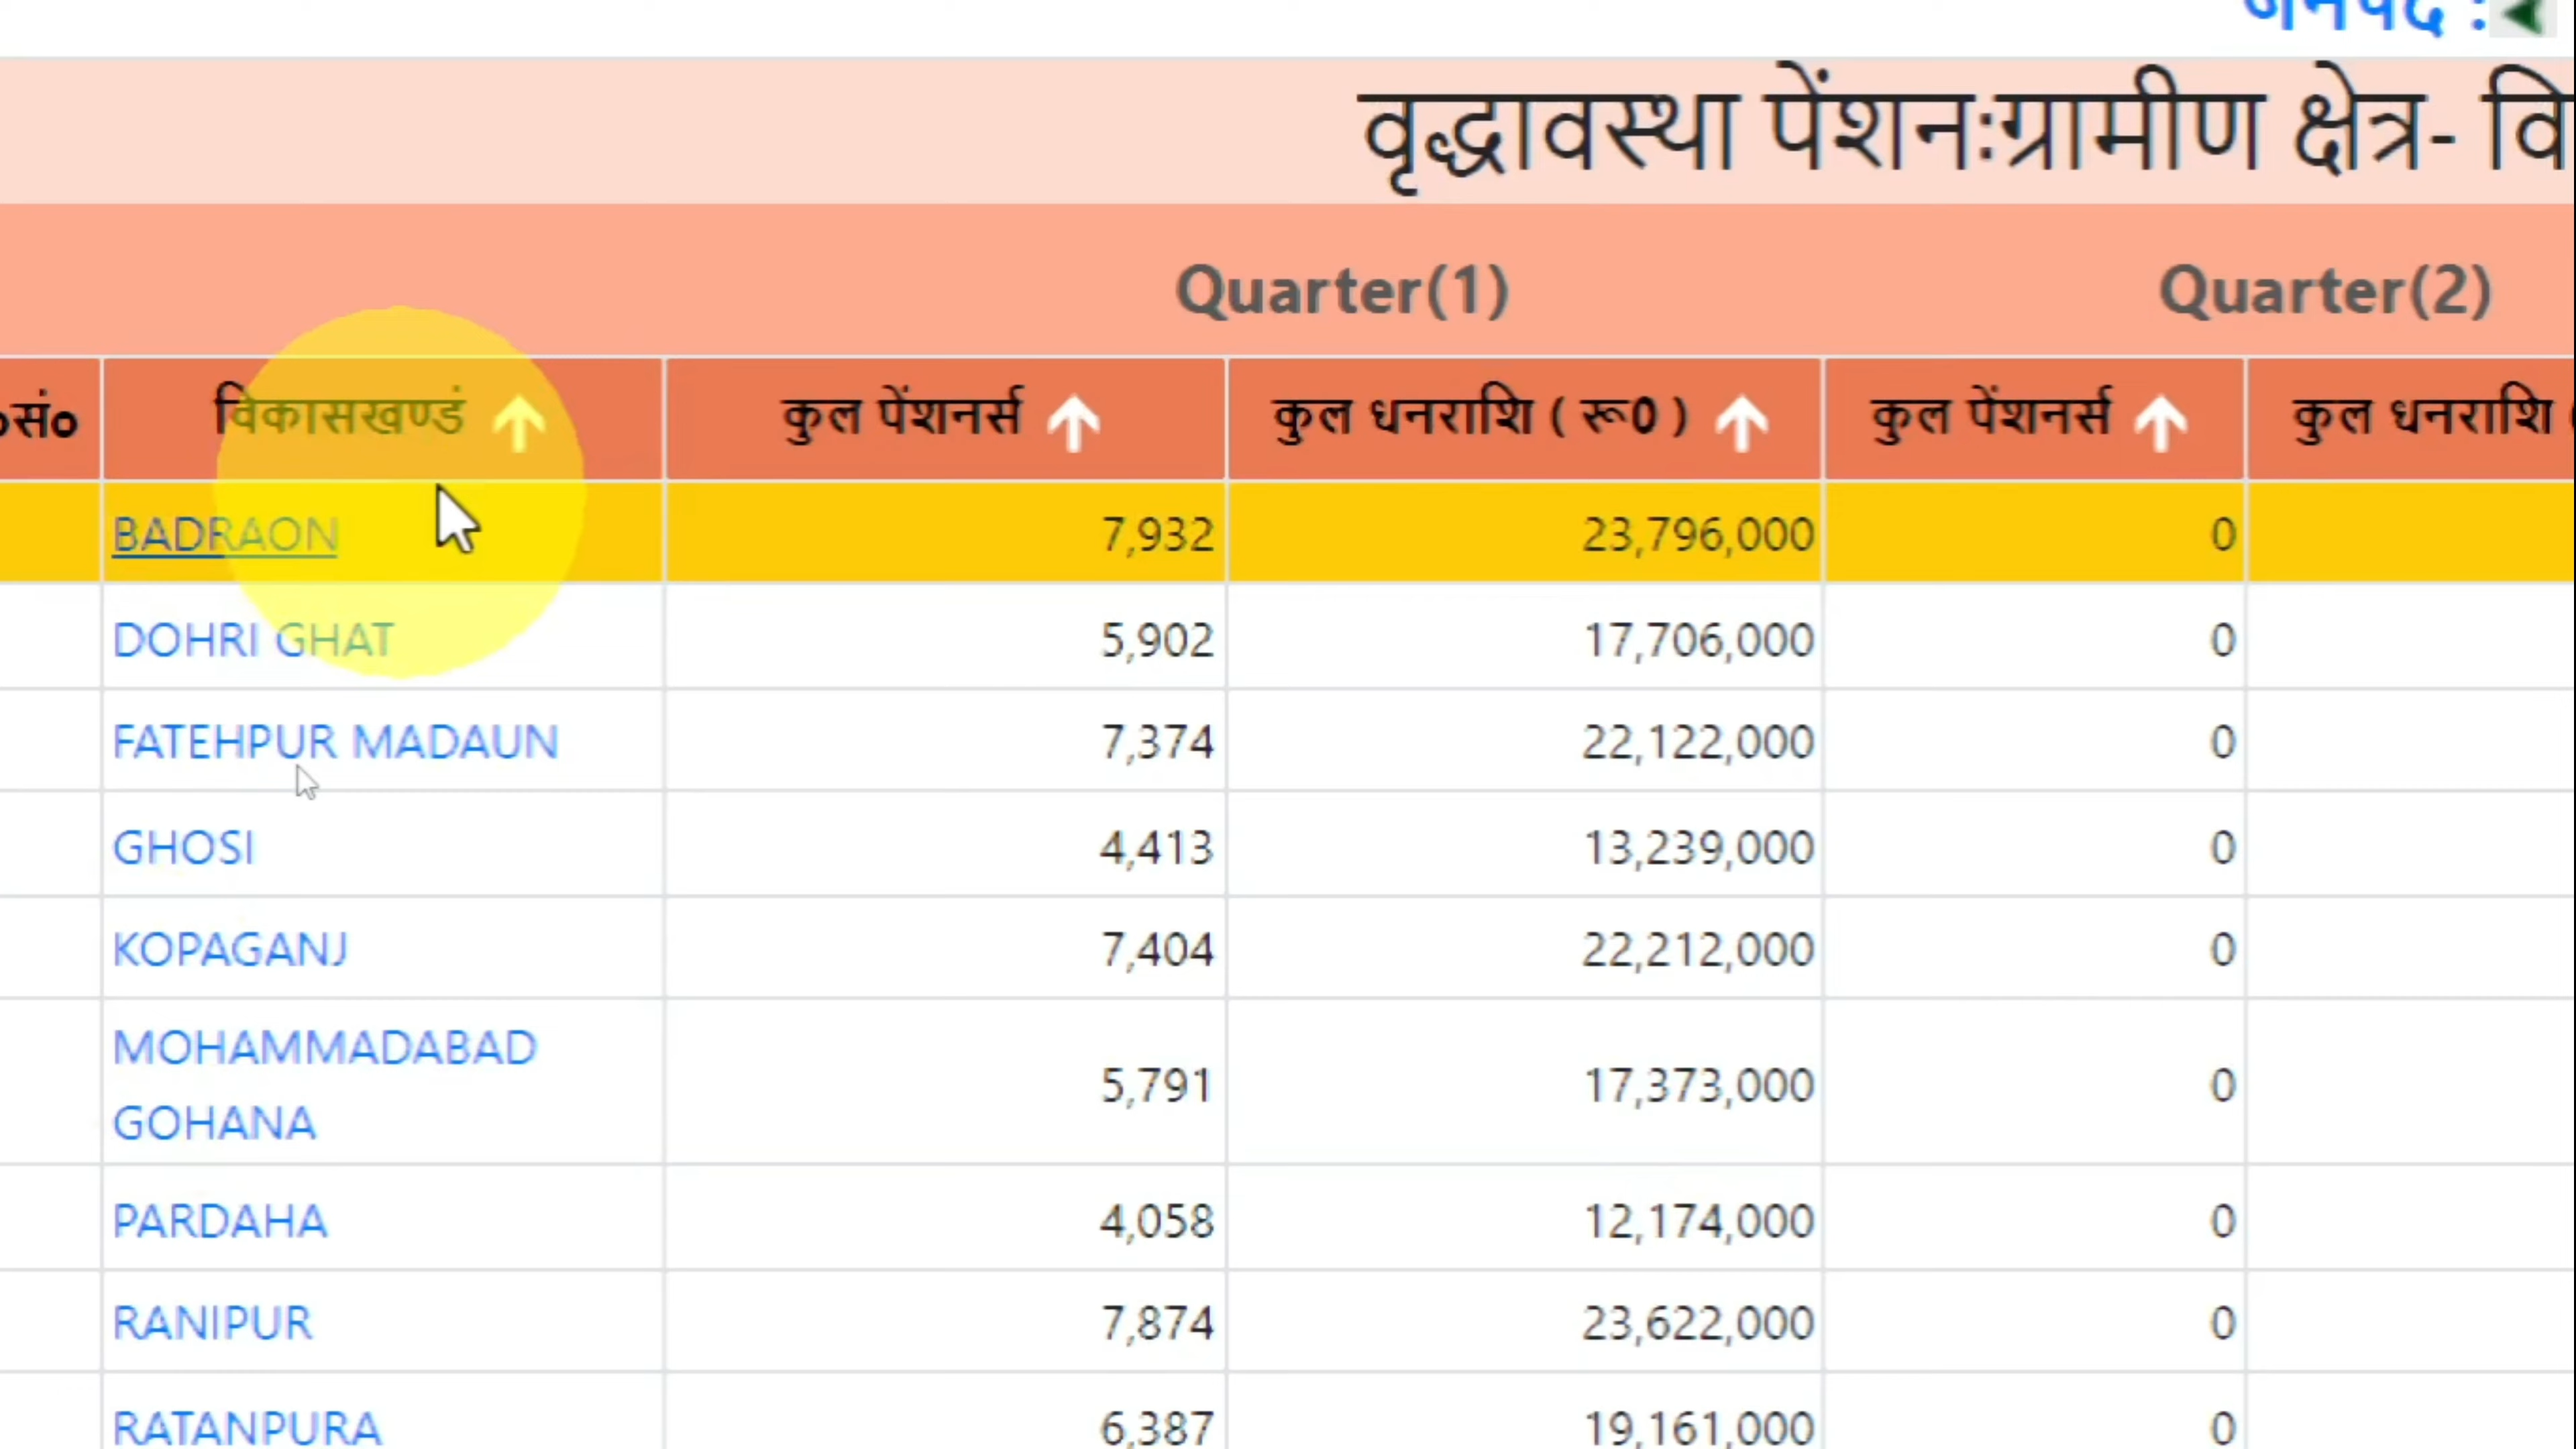 जनपद :
वृद्धावस्था पेंशनःग्रामीण क्षेत्र- वि
Quarter(1) Quarter(2)
०सं० विकासखण्डं कुल पेंशनर्स कुल धनराशि ( रू0 ) कुल पेंशनर्स कुल धनराशि (
BADRAON 7,932 23,796,000 0
DOHRI GHAT 5,902 17,706,000 0
FATEHPUR MADAUN 7,374 22,122,000 0
GHOSI 4,413 13,239,000 0
KOPAGANJ 7,404 22,212,000 0
MOHAMMADABAD
GOHANA 5,791 17,373,000 0
PARDAHA 4,058 12,174,000 0
RANIPUR 7,874 23,622,000 0
RATANPURA 6,387 19,161,000 0